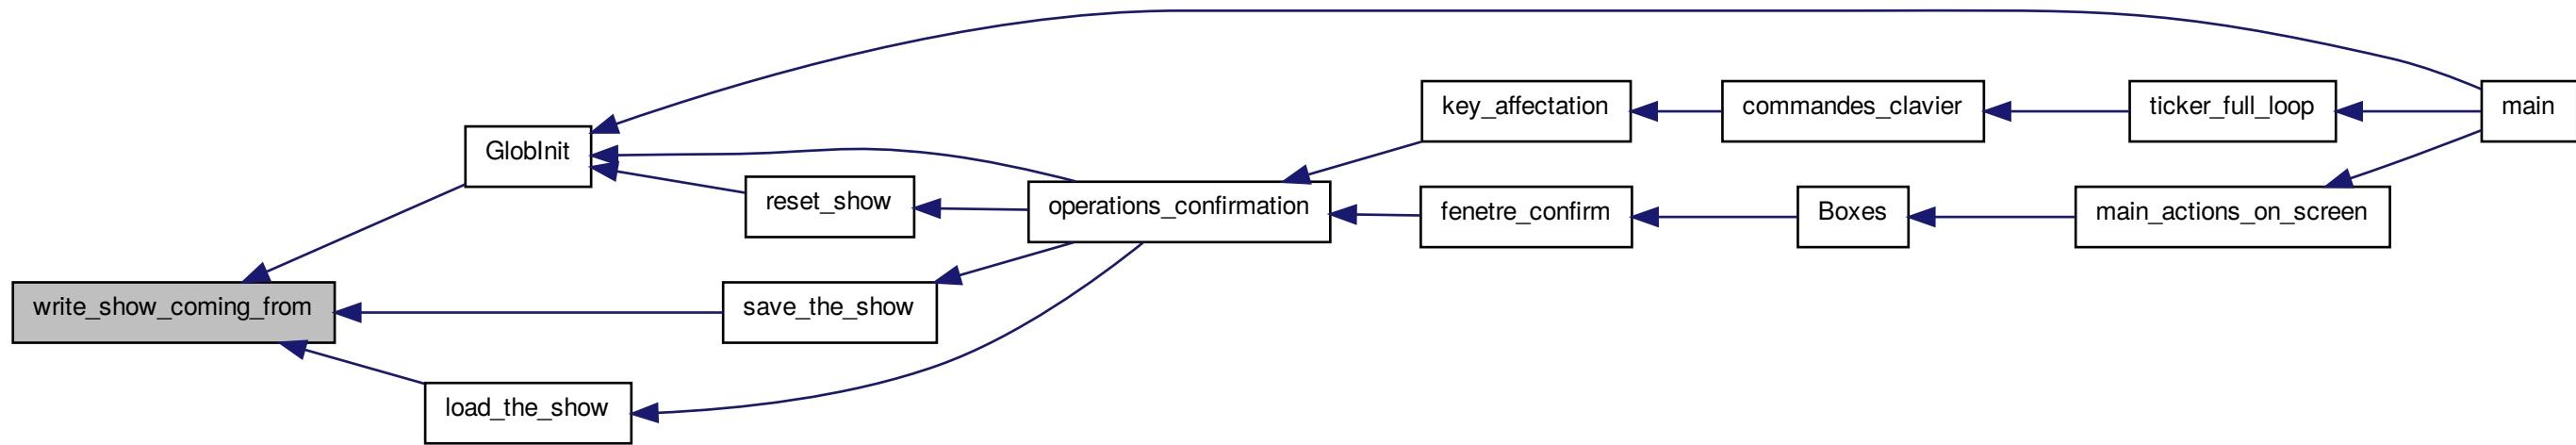 write_show_coming_from
GlobInit
main
operations_confirmation
key_affectation
commandes_clavier
ticker_full_loop
fenetre_confirm
Boxes
main_actions_on_screen
reset_show
save_the_show
load_the_show